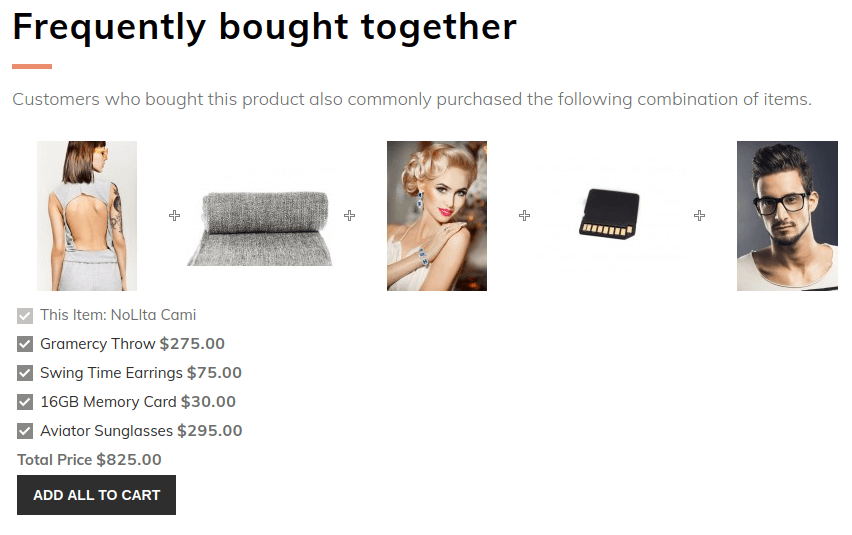 Frequently bought together
Customers who bought this product also commonly purchased the following combination of items.
This Item: NoLIta Cami
Gramercy Throw $275.00
Swing Time Earrings $75.00
16GB Memory Card $30.00
Aviator Sunglasses $295.00
Total Price $825.00
ADD ALL TO CART